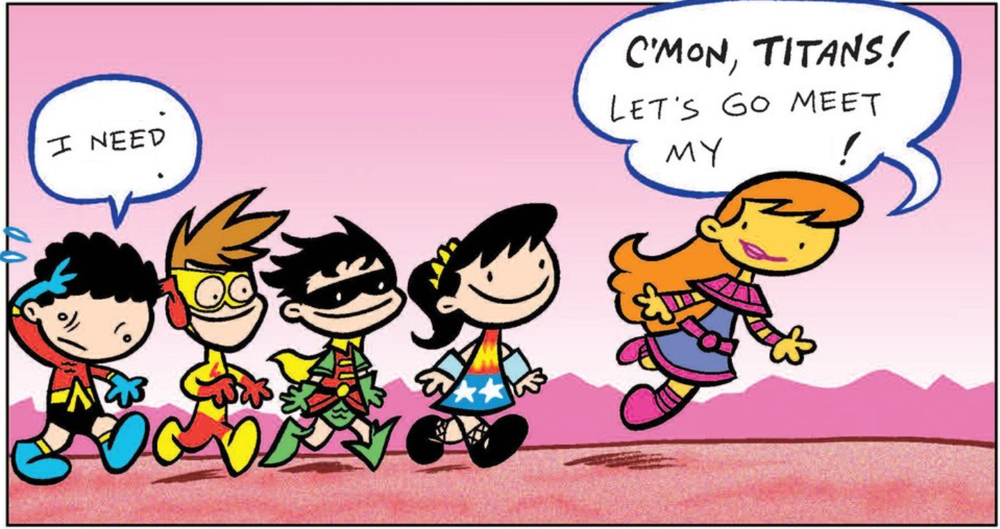 I NEED
C'MON, TITANS!
LET'S GO MEET
MY !